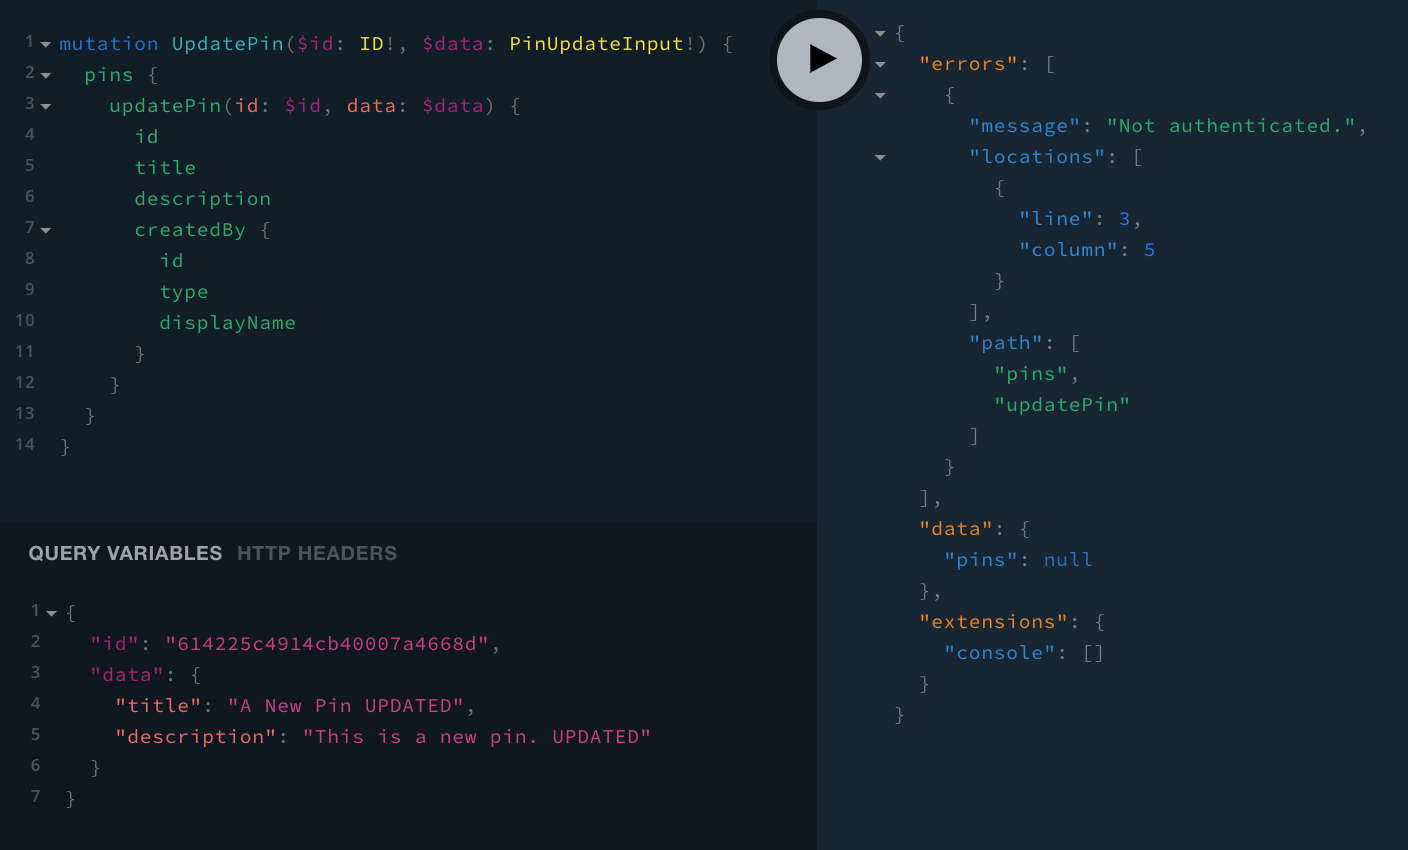 1 mutation UpdatePin($id: ID!, $data: PinUpdateInput!) {
2   pins {
3     updatePin(id: $id, data: $data) {
4       id
5       title
6       description
7       createdBy {
8         id
9         type
10         displayName
11       }
12     }
13   }
14 }
QUERY VARIABLES HTTP HEADERS
1 {
2   "id": "614225c4914cb40007a4668d",
3   "data": {
4     "title": "A New Pin UPDATED",
5     "description": "This is a new pin. UPDATED"
6   }
7 }
{
  "errors": [
    {
      "message": "Not authenticated.",
      "locations": [
        {
          "line": 3,
          "column": 5
        }
      ],
      "path": [
        "pins",
        "updatePin"
      ]
    }
  ],
  "data": {
    "pins": null
  },
  "extensions": {
    "console": []
  }
}